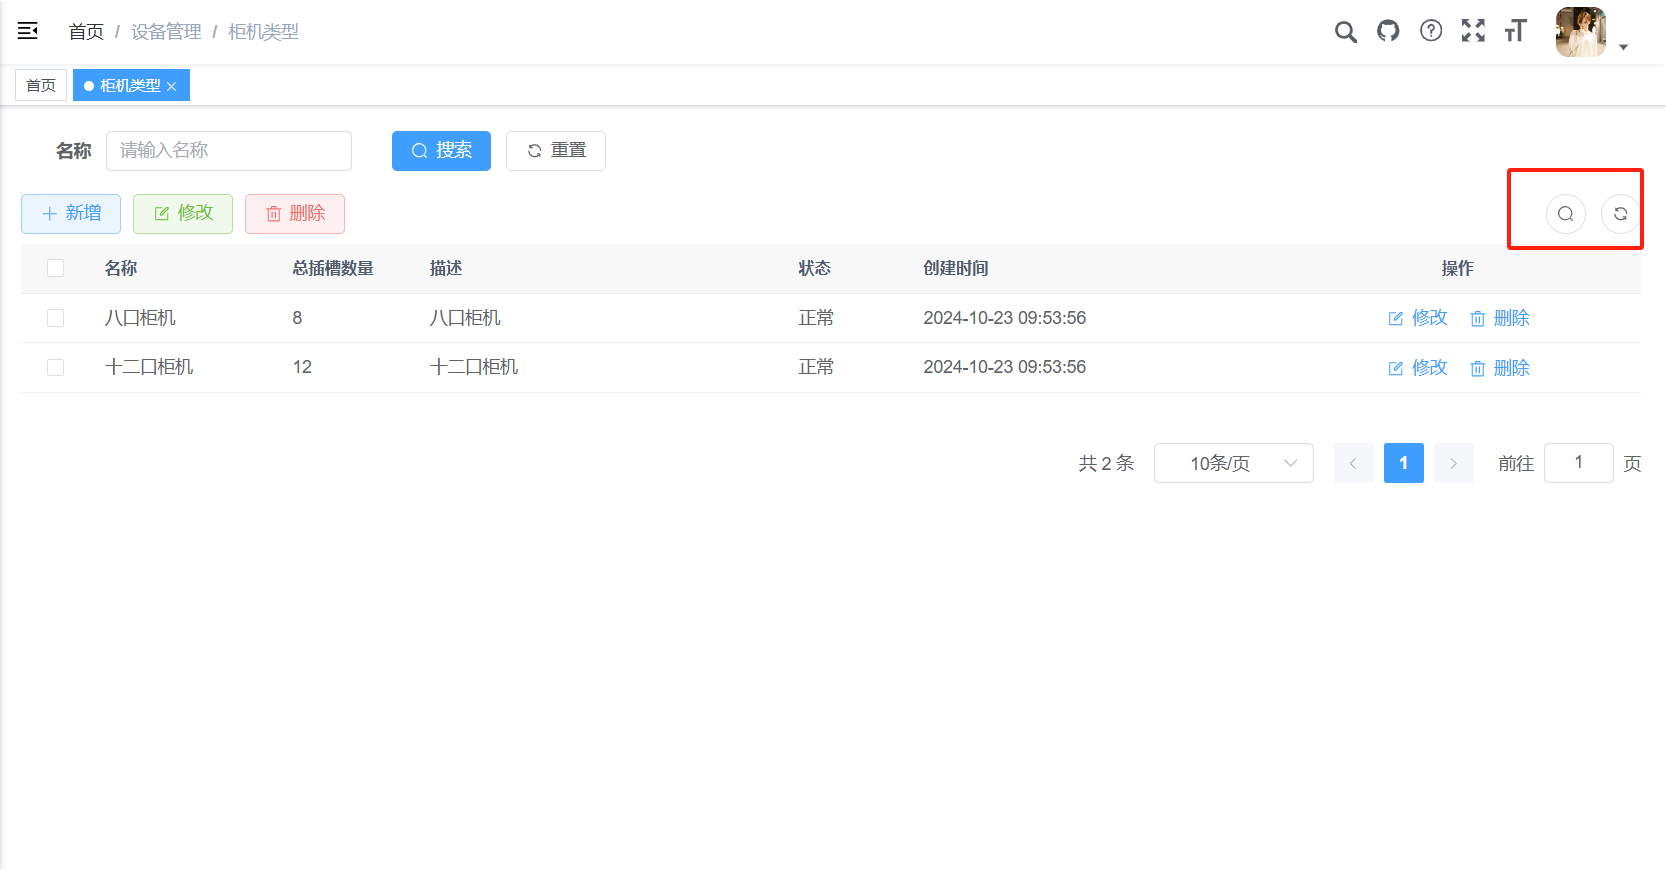 首页 / 设备管理 / 柜机类型
首页 柜机类型
名称 请输入名称 搜索 重置
新增 修改 删除
名称 总插槽数量 描述 状态 创建时间 操作
八口柜机 8 八口柜机 正常 2024-10-23 09:53:56 修改 删除
十二口柜机 12 十二口柜机 正常 2024-10-23 09:53:56 修改 删除
共 2 条 10条/页 1 前往 1 页